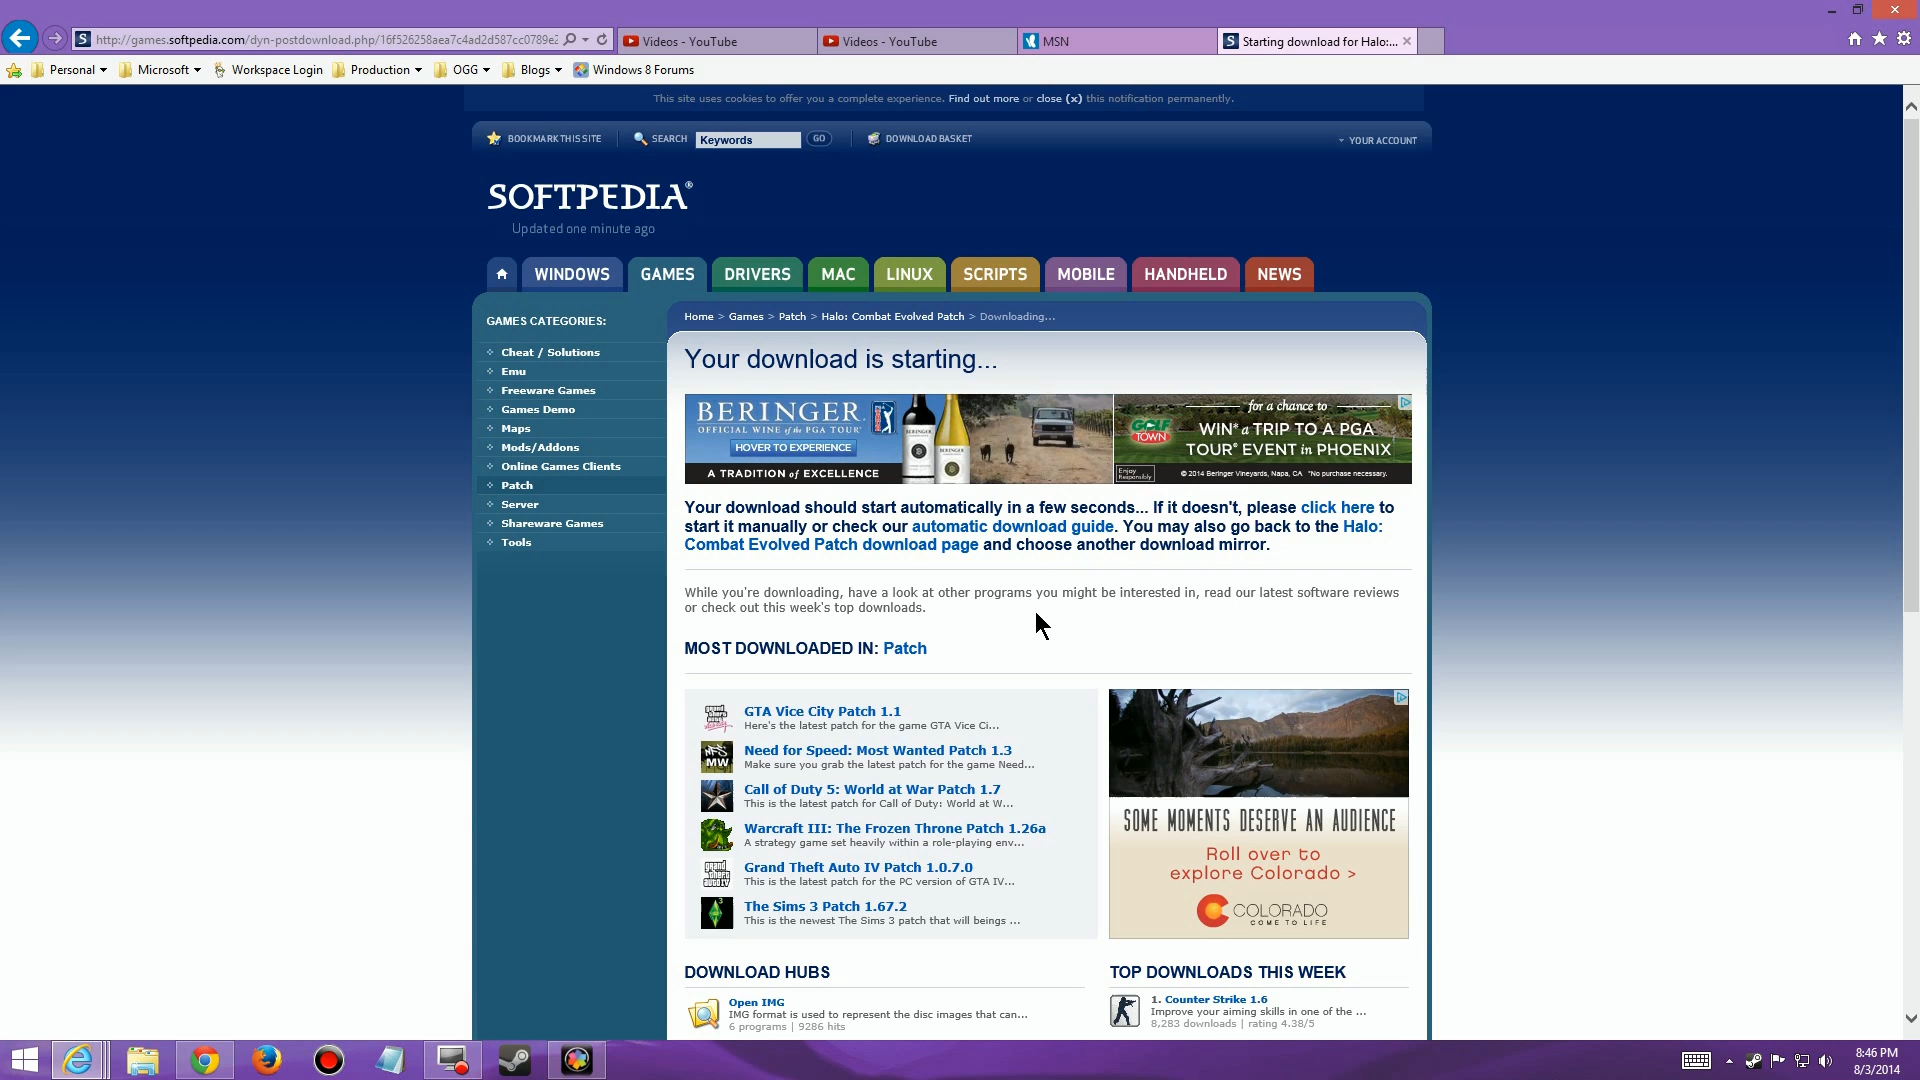 http://games.softpedia.com/dyn-postdownload.php/16f526258aea7c4ad2d587cc0789e2
Videos - YouTube
Videos - YouTube
MSN
Starting download for Halo:...
Personal
Microsoft
Workspace Login
Production
OGG
Blogs
Windows 8 Forums
This site uses cookies to offer you a complete experience. Find out more or close (x) this notification permanently.
BOOKMARK THIS SITE
SEARCH
Keywords
GO
DOWNLOAD BASKET
YOUR ACCOUNT
SOFTPEDIA®
Updated one minute ago
WINDOWS
GAMES
DRIVERS
MAC
LINUX
SCRIPTS
MOBILE
HANDHELD
NEWS
GAMES CATEGORIES:
Cheat / Solutions
Emu
Freeware Games
Games Demo
Maps
Mods/Addons
Online Games Clients
Patch
Server
Shareware Games
Tools
Home > Games > Patch > Halo: Combat Evolved Patch > Downloading...
Your download is starting...
BERINGER
OFFICIAL WINE of the PGA TOUR
HOVER TO EXPERIENCE
A TRADITION of EXCELLENCE
BERINGER
BERINGER
for a chance to
GOLF
TOWN
WIN* a TRIP TO A PGA
TOUR® EVENT in PHOENIX
Enjoy
Responsibly
© 2014 Beringer Vineyards, Napa, CA *No purchase necessary.
Your download should start automatically in a few seconds... If it doesn't, please click here to
start it manually or check our automatic download guide. You may also go back to the Halo:
Combat Evolved Patch download page and choose another download mirror.
While you're downloading, have a look at other programs you might be interested in, read our latest software reviews
or check out this week's top downloads.
MOST DOWNLOADED IN: Patch
GTA Vice City Patch 1.1
Here's the latest patch for the game GTA Vice Ci...
Need for Speed: Most Wanted Patch 1.3
Make sure you grab the latest patch for the game Need...
Call of Duty 5: World at War Patch 1.7
This is the latest patch for Call of Duty: World at W...
Warcraft III: The Frozen Throne Patch 1.26a
A strategy game set heavily within a role-playing env...
Grand Theft Auto IV Patch 1.0.7.0
This is the latest patch for the PC version of GTA IV...
The Sims 3 Patch 1.67.2
This is the newest The Sims 3 patch that will beings ...
SOME MOMENTS DESERVE AN AUDIENCE
Roll over to
explore Colorado >
COLORADO
COME TO LIFE
DOWNLOAD HUBS
Open IMG
IMG format is used to represent the disc images that can...
6 programs | 9286 hits
TOP DOWNLOADS THIS WEEK
1. Counter Strike 1.6
Improve your aiming skills in one of the ...
8,283 downloads | rating 4.38/5
8:46 PM
8/3/2014